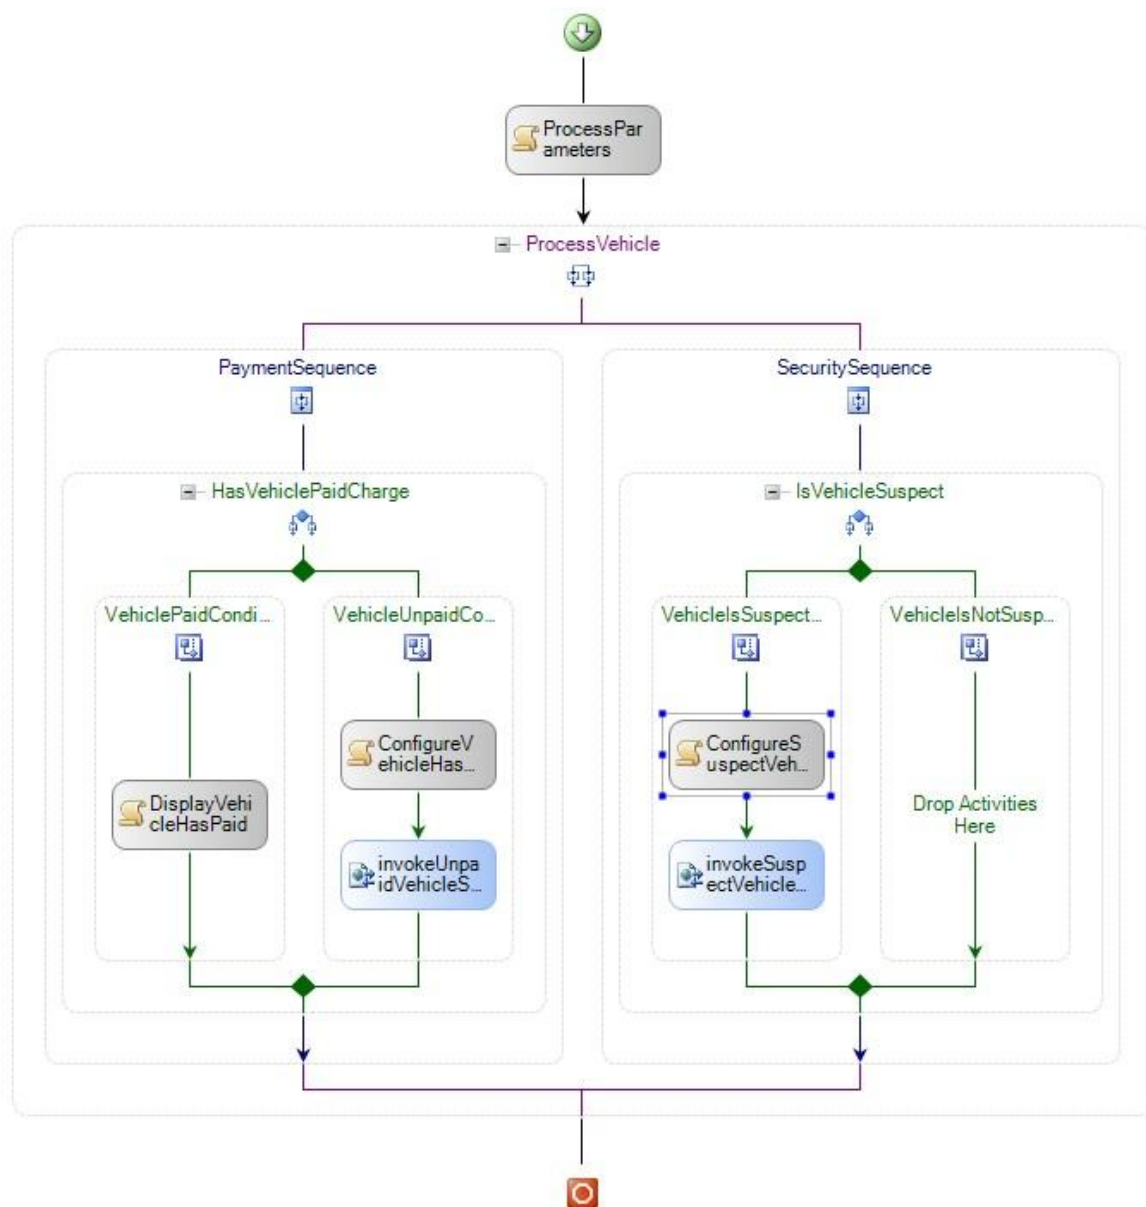 ProcessPar
ameters
ProcessVehicle
PaymentSequence
SecuritySequence
HasVehiclePaidCharge
IsVehicleSuspect
VehiclePaidCondi...
VehicleUnpaidCo...
VehicleIsSuspect...
VehicleIsNotSusp...
ConfigureV
ehicleHas...
ConfigureS
uspectVeh...
DisplayVehi
cleHasPaid
Drop Activities
Here
invokeUnpa
idVehicleS...
invokeSusp
ectVehicle...